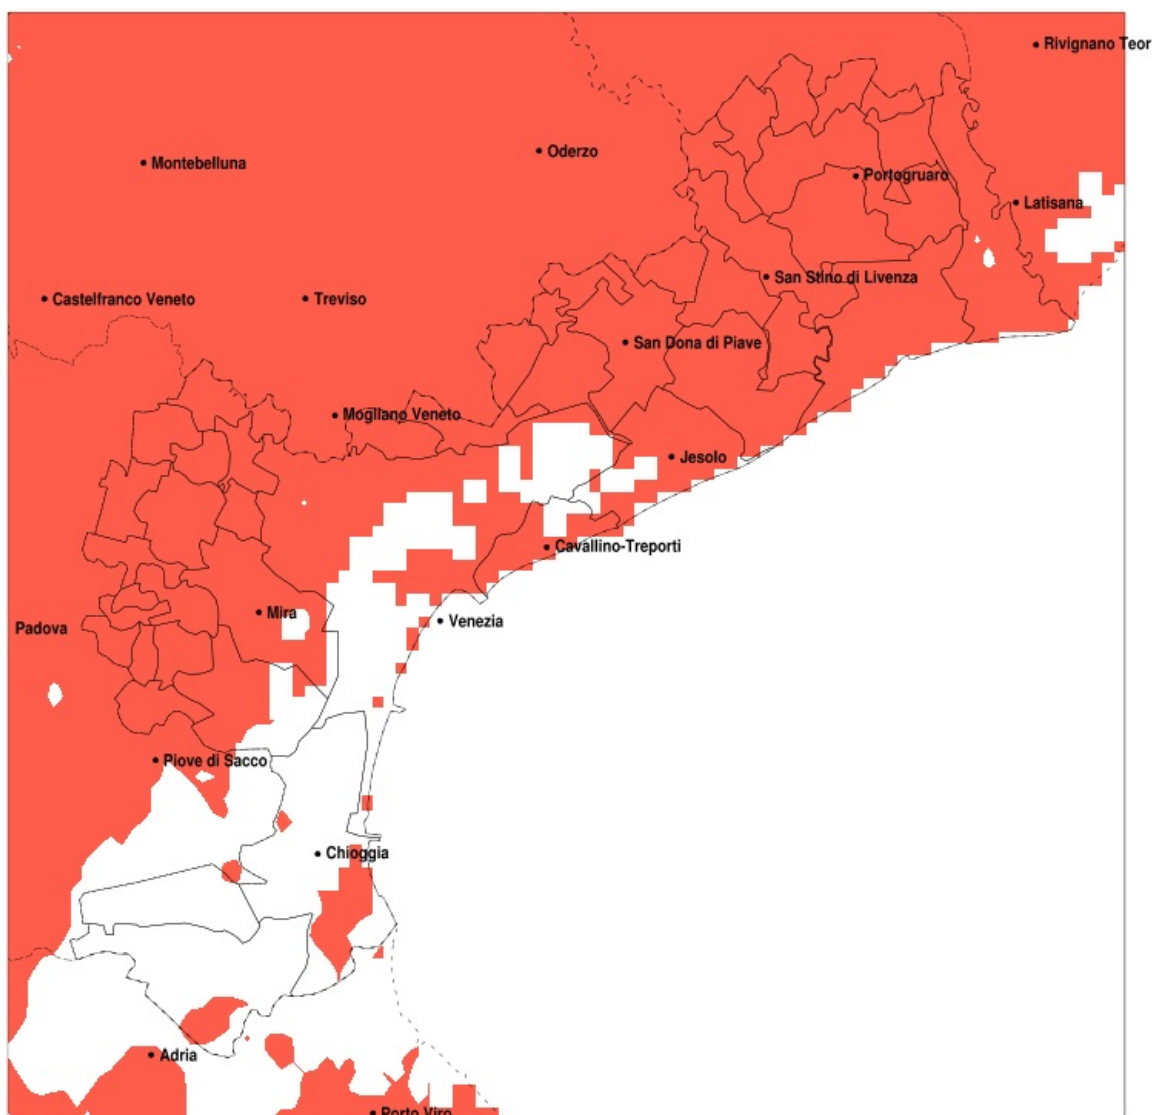 Rivignano Teor
Oderzo
Montebelluna
Portogruaro
Latisana
San Stino di Livenza
Castelfranco Veneto
Treviso
San Dona di Piave
Mogliano Veneto
Jesolo
Cavallino-Treporti
Mira
Venezia
Padova
Piove di Sacco
Chioggia
Adria
Porto Viro